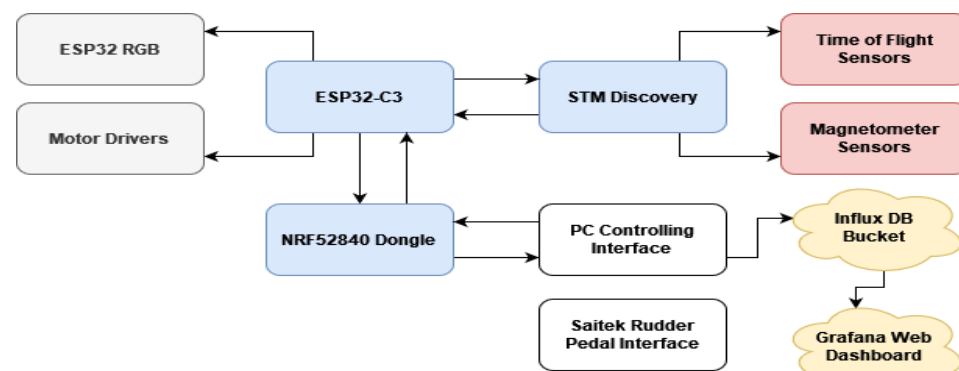 ESP32 RGB
ESP32-C3
STM Discovery
Time of Flight
Sensors
Motor Drivers
Magnetometer
Sensors
NRF52840 Dongle
PC Controlling
Interface
Influx DB
Bucket
Saitek Rudder
Pedal Interface
Grafana Web
Dashboard